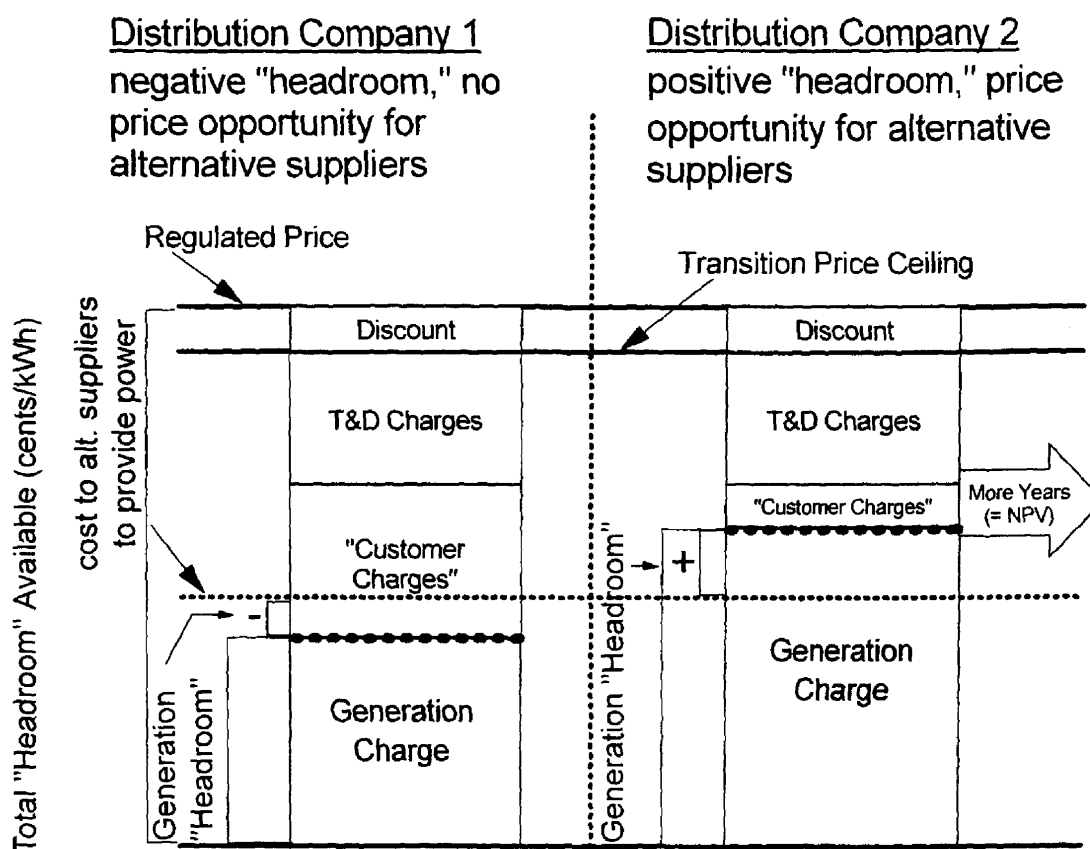 Distribution Company 1
negative "headroom," no
price opportunity for
alternative suppliers
Distribution Company 2
positive "headroom," price
opportunity for alternative
suppliers
Regulated Price
Transition Price Ceiling
Total "Headroom" Available (cents/kWh)
cost to alt. suppliers
to provide power
Discount
T&D Charges
"Customer
Charges"
-
Generation
"Headroom"
Generation
Charge
Discount
T&D Charges
"Customer Charges"
More Years
(= NPV)
+
Generation "Headroom"
Generation
Charge